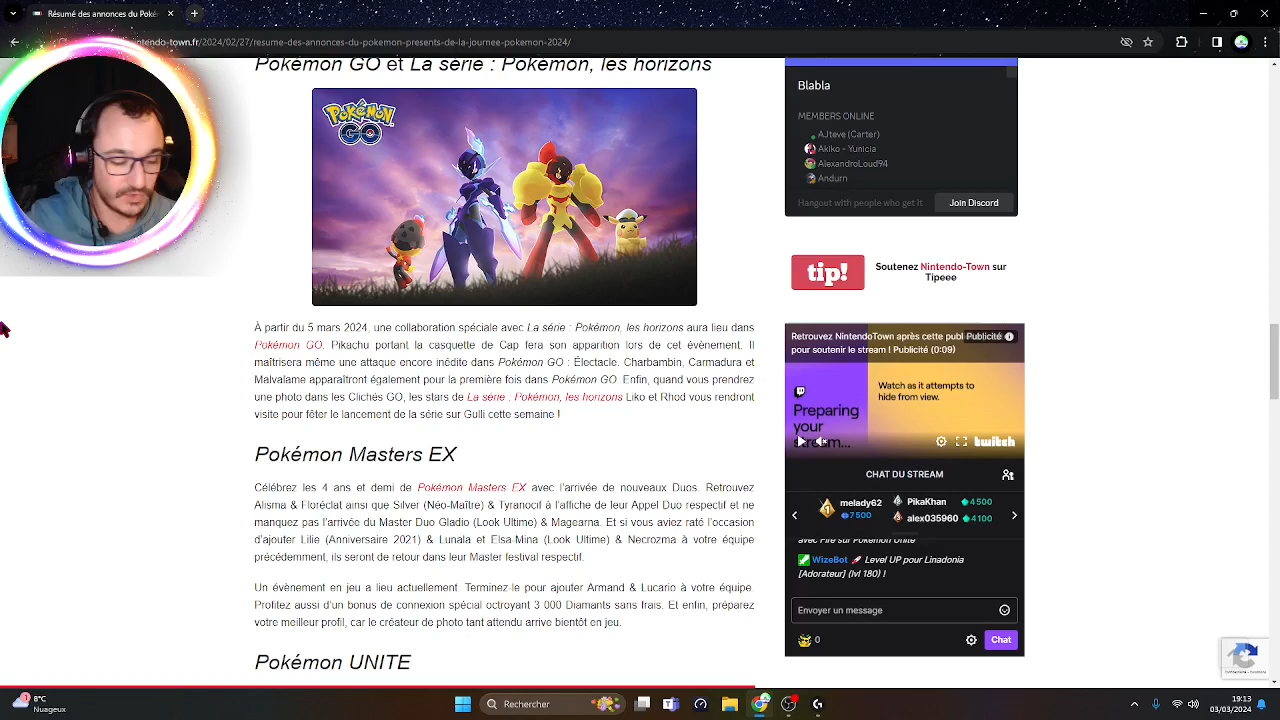 Résumé des annonces du Poké
ntendo-town.fr/2024/02/27/resume-des-annonces-du-pokemon-presents-de-la-journee-pokemon-2024/
Pokémon GO et La série : Pokémon, les horizons
POKÉMON
GO
À partir du 5 mars 2024, une collaboration spéciale avec La série : Pokémon, les horizons aura lieu dans
Pokémon GO. Pikachu portant la casquette de Cap fera son apparition lors de cet évènement. Il
maîtrisera même une attaque encore inédite dans Pokémon GO : Électacle. Charbambin, Carmadura et
Malvalame apparaîtront également pour la première fois dans Pokémon GO. Enfin, quand vous prendrez
une photo dans les Clichés GO, les stars de La série : Pokémon, les horizons Liko et Rhod vous rendront
visite pour fêter le lancement de la série sur Gulli cette semaine !
Pokémon Masters EX
Célébrez les 4 ans et demi de Pokémon Masters EX avec l'arrivée de nouveaux Duos. Retrouvez
Alisma & Floréclat ainsi que Silver (Néo-Maître) & Tyranocif à l'affiche de leur Appel Duo respectif et ne
manquez pas l'arrivée du Master Duo Gladio (Look Ultime) & Magearna. Et si vous aviez raté l'occasion
d'ajouter Lilie (Anniversaire 2021) & Lunala et Elsa-Mina (Look Ultime) & Necrozma à votre équipe
précédemment, ils seront de retour dans leur Master festival respectif.
Un évènement en jeu a lieu actuellement. Terminez-le pour ajouter Armand & Lucario à votre équipe.
Profitez aussi d'un bonus de connexion spécial octroyant 3 000 Diamants sans frais. Et enfin, préparez
votre meilleur profil, car le créateur de photo tant attendu arrive bientôt en jeu.
Pokémon UNITE
Blabla
MEMBERS ONLINE
AJteve (Carter)
Akiko - Yunicia
AlexandroLoud94
Andurn
Hangout with people who get it
Join Discord
tip!
Soutenez Nintendo-Town sur
Tipeee
Retrouvez NintendoTown après cette publ Publicité
pour soutenir le stream ! Publicité (0:09)
Watch as it attempts to
hide from view.
Preparing
your
stream...
twitch
CHAT DU STREAM
1 melady62
7 500
PikaKhan 4 500
alex035960 4 100
avec Fire sur Pokémon Unite
WizeBot Level UP pour Linadonia
[Adorateur] (lvl 180) !
Envoyer un message
0
Chat
1
8°C
Nuageux
Rechercher
19:13
03/03/2024